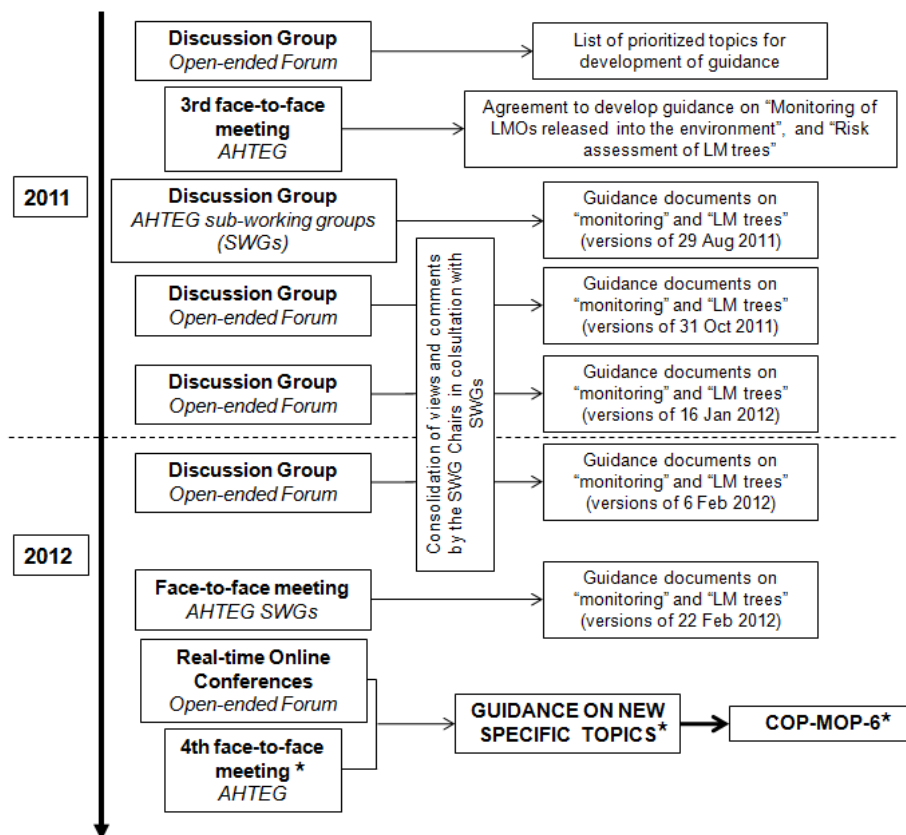 Discussion Group
Open-ended Forum
List of prioritized topics for
development of guidance
3rd face-to-face
meeting
AHTEG
Agreement to develop guidance on “Monitoring of
LMOs released into the environment”, and “Risk
assessment of LM trees”
2011
Discussion Group
AHTEG sub-working groups
(SWGs)
Guidance documents on
“monitoring” and “LM trees”
(versions of 29 Aug 2011)
Consolidation of views and comments
by the SWG Chairs in colsultation with
SWGs
Discussion Group
Open-ended Forum
Guidance documents on
“monitoring” and “LM trees”
(versions of 31 Oct 2011)
Discussion Group
Open-ended Forum
Guidance documents on
“monitoring” and “LM trees”
(versions of 16 Jan 2012)
Discussion Group
Open-ended Forum
Guidance documents on
“monitoring” and “LM trees”
(versions of 6 Feb 2012)
2012
Face-to-face meeting
AHTEG SWGs
Guidance documents on
“monitoring” and “LM trees”
(versions of 22 Feb 2012)
Real-time Online
Conferences
Open-ended Forum
4th face-to-face
meeting *
AHTEG
GUIDANCE ON NEW
SPECIFIC TOPICS*
COP-MOP-6*